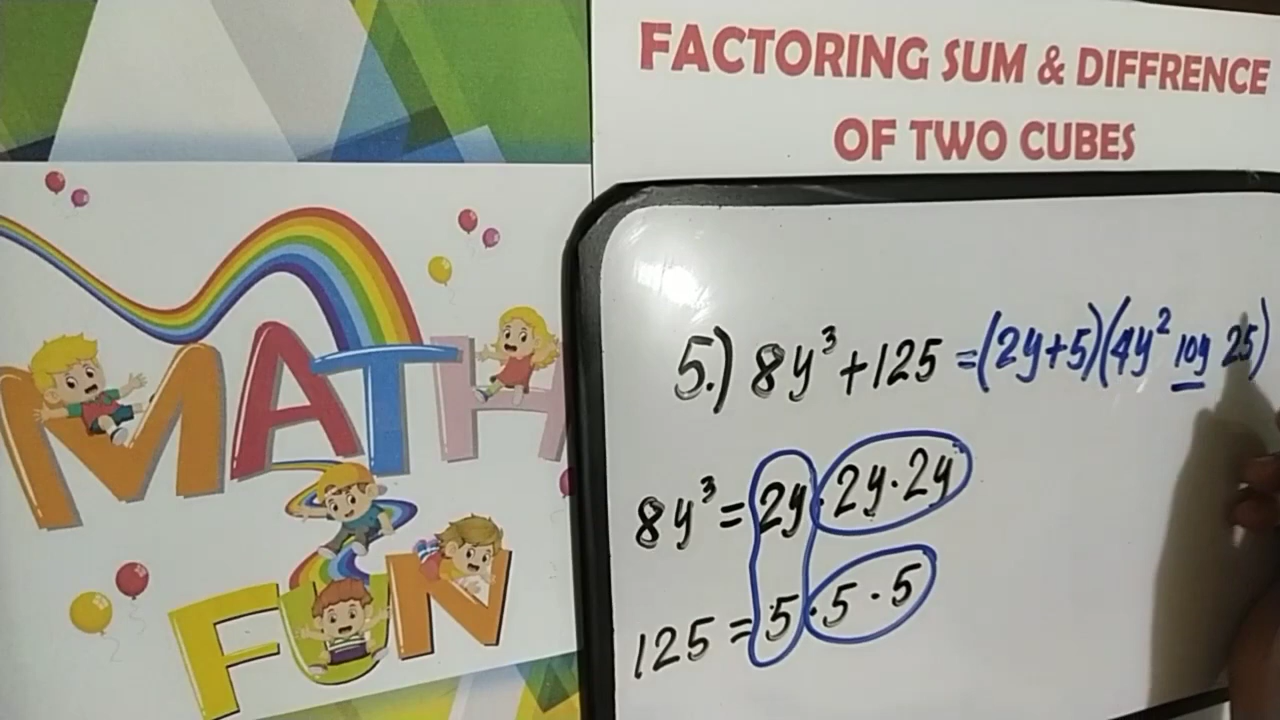 MATH
FUN
FACTORING SUM & DIFFRENCE
OF TWO CUBES
5.) 8y³ + 125 = (2y+5)(4y² 10y 25)
8y³ = 2y · 2y · 2y
125 = 5 · 5 · 5